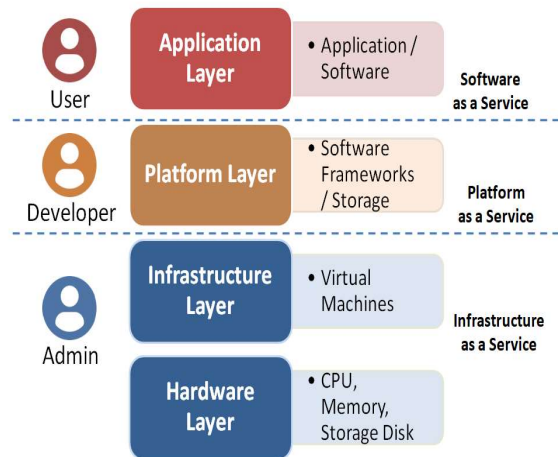 User
Application
Layer
• Application /
Software
Software
as a Service
Developer
Platform Layer
• Software
Frameworks
/ Storage
Platform
as a Service
Admin
Infrastructure
Layer
• Virtual
Machines
Infrastructure
as a Service
Hardware
Layer
• CPU,
Memory,
Storage Disk